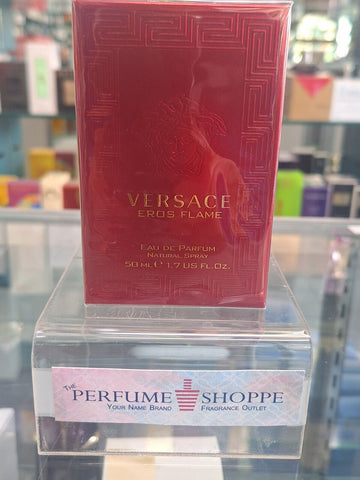 VERSACE
EROS FLAME
EAU DE PARFUM
NATURAL SPRAY
50 ML ℮ 1.7 US FL.OZ.
THE PERFUME SHOPPE
YOUR NAME BRAND FRAGRANCE OUTLET